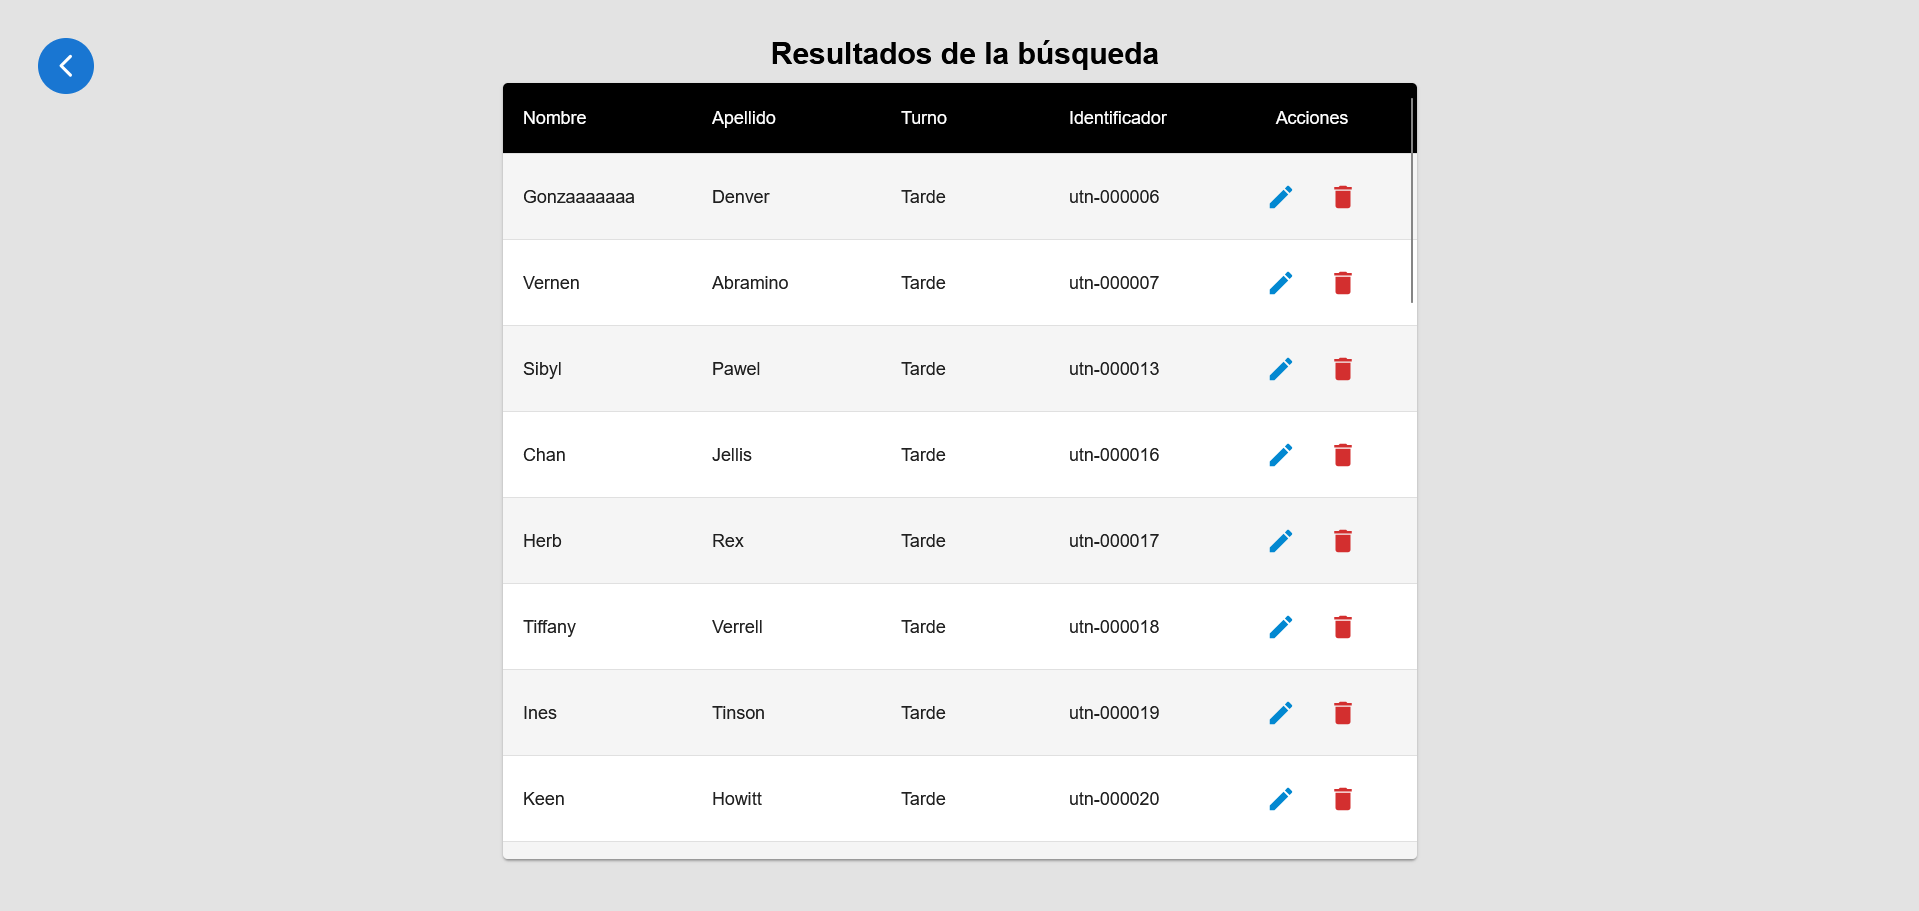 Resultados de la búsqueda
Nombre Apellido Turno Identificador Acciones
Gonzaaaaaaa Denver Tarde utn-000006
Vernen Abramino Tarde utn-000007
Sibyl Pawel Tarde utn-000013
Chan Jellis Tarde utn-000016
Herb Rex Tarde utn-000017
Tiffany Verrell Tarde utn-000018
Ines Tinson Tarde utn-000019
Keen Howitt Tarde utn-000020